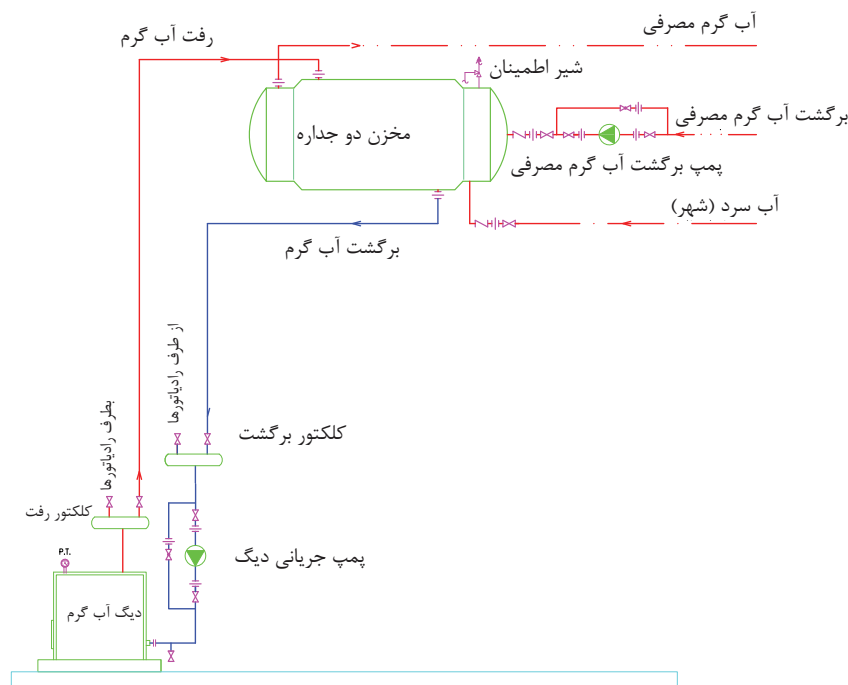 آب گرم مصرفی
رفت آب گرم
شیر اطمینان
برگشت آب گرم مصرفی
مخزن دو جداره
پمپ برگشت آب گرم مصرفی
آب سرد (شهر)
برگشت آب گرم
از طرف رادیاتورها
کلکتور برگشت
بطرف رادیاتورها
کلکتور رفت
P.T.
پمپ جریانی دیگ
دیگ آب گرم